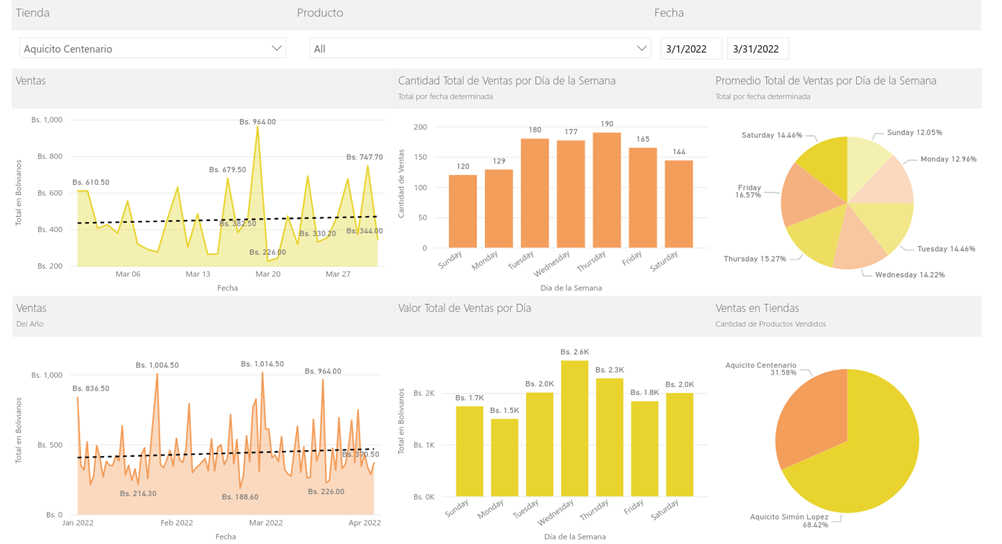 Tienda
Producto
Fecha
Aquicito Centenario
All
3/1/2022
3/31/2022
Ventas
Total en Bolivianos
Bs. 1,000
Bs. 800
Bs. 600
Bs. 400
Bs. 200
Bs. 610.50
Bs. 679.50
Bs. 964.00
Bs. 747.70
Bs. 382.50
Bs. 330.20
Bs. 344.00
Bs. 226.00
Mar 06
Mar 13
Mar 20
Mar 27
Fecha
Cantidad Total de Ventas por Día de la Semana
Total por fecha determinada
Cantidad de Ventas
200
150
100
50
0
120
129
180
177
190
165
144
Sunday
Monday
Tuesday
Wednesday
Thursday
Friday
Saturday
Dia de la Semana
Promedio Total de Ventas por Día de la Semana
Total por fecha determinada
Saturday 14.46%
Sunday 12.05%
Monday 12.96%
Friday
16.57%
Tuesday 14.46%
Thursday 15.27%
Wednesday 14.22%
Ventas
Del Año
Total en Bolivianos
Bs. 1,000
Bs. 500
Bs. 0
Bs. 836.50
Bs. 1,004.50
Bs. 1,014.50
Bs. 964.00
Bs. 370.50
Bs. 214.30
Bs. 188.60
Bs. 226.00
Jan 2022
Feb 2022
Mar 2022
Apr 2022
Fecha
Valor Total de Ventas por Día
Total en Bolivianos
Bs. 2K
Bs. 1K
Bs. 0K
Bs. 1.7K
Bs. 1.5K
Bs. 2.0K
Bs. 2.6K
Bs. 2.3K
Bs. 1.8K
Bs. 2.0K
Sunday
Monday
Tuesday
Wednesday
Thursday
Friday
Saturday
Día de la Semana
Ventas en Tiendas
Cantidad de Productos Vendidos
Aquicito Centenario
31.58%
Aquicito Simón Lopez
68.42%